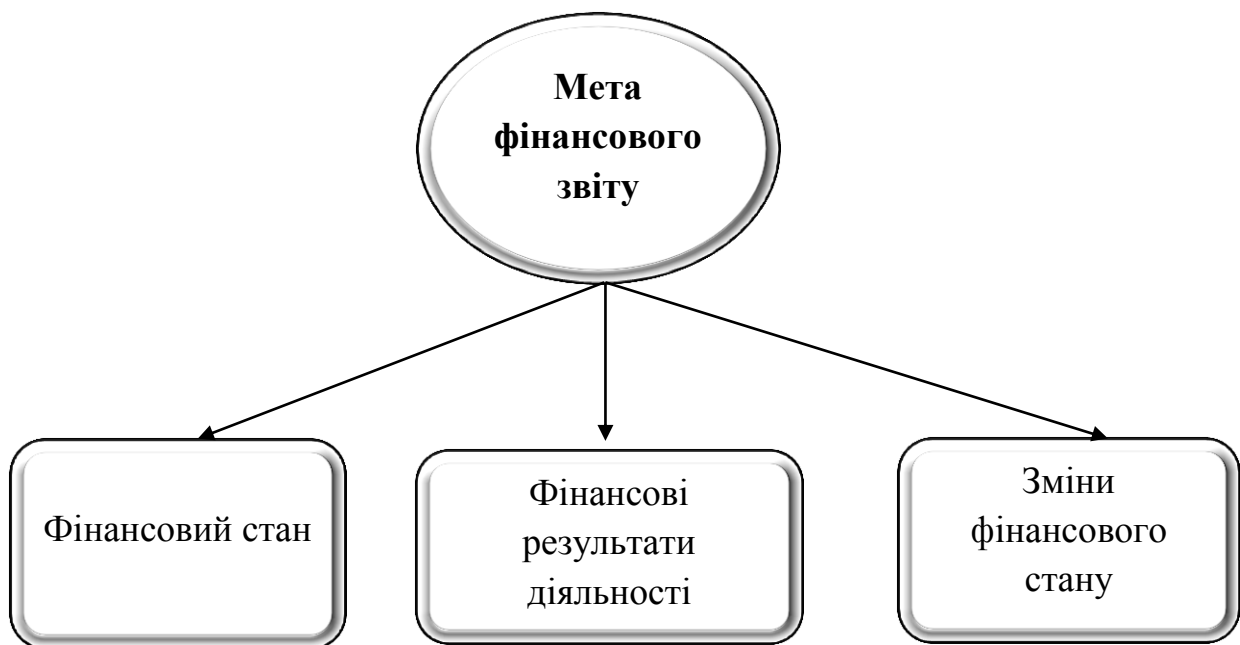 Мета
фінансового
звіту
Фінансовий стан
Фінансові
результати
діяльності
Зміни
фінансового
стану